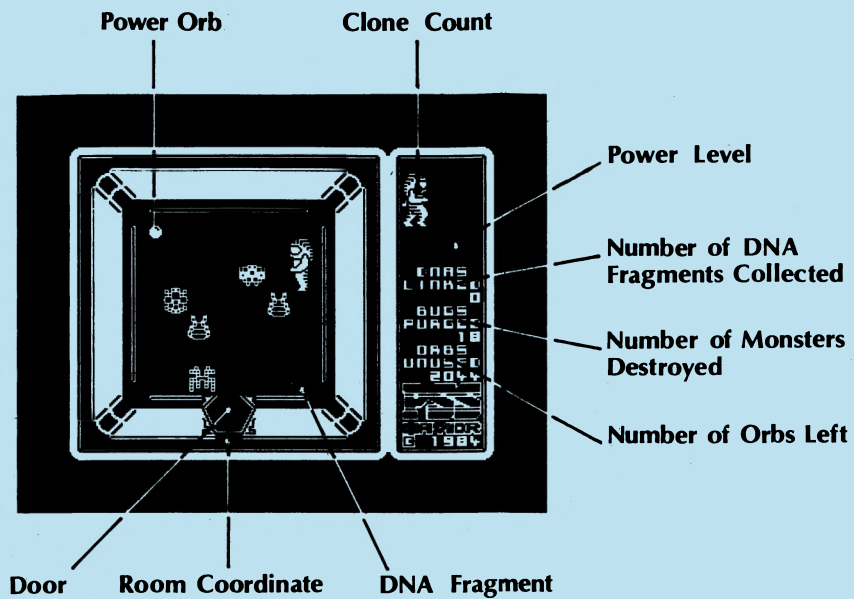 Power Orb
Clone Count
Power Level
Number of DNA
Fragments Collected
Number of Monsters
Destroyed
Number of Orbs Left
DNAS
LINKED
0
BUGS
PURGED
18
ORBS
UNUSED
2044
1984
Door
Room Coordinate
DNA Fragment